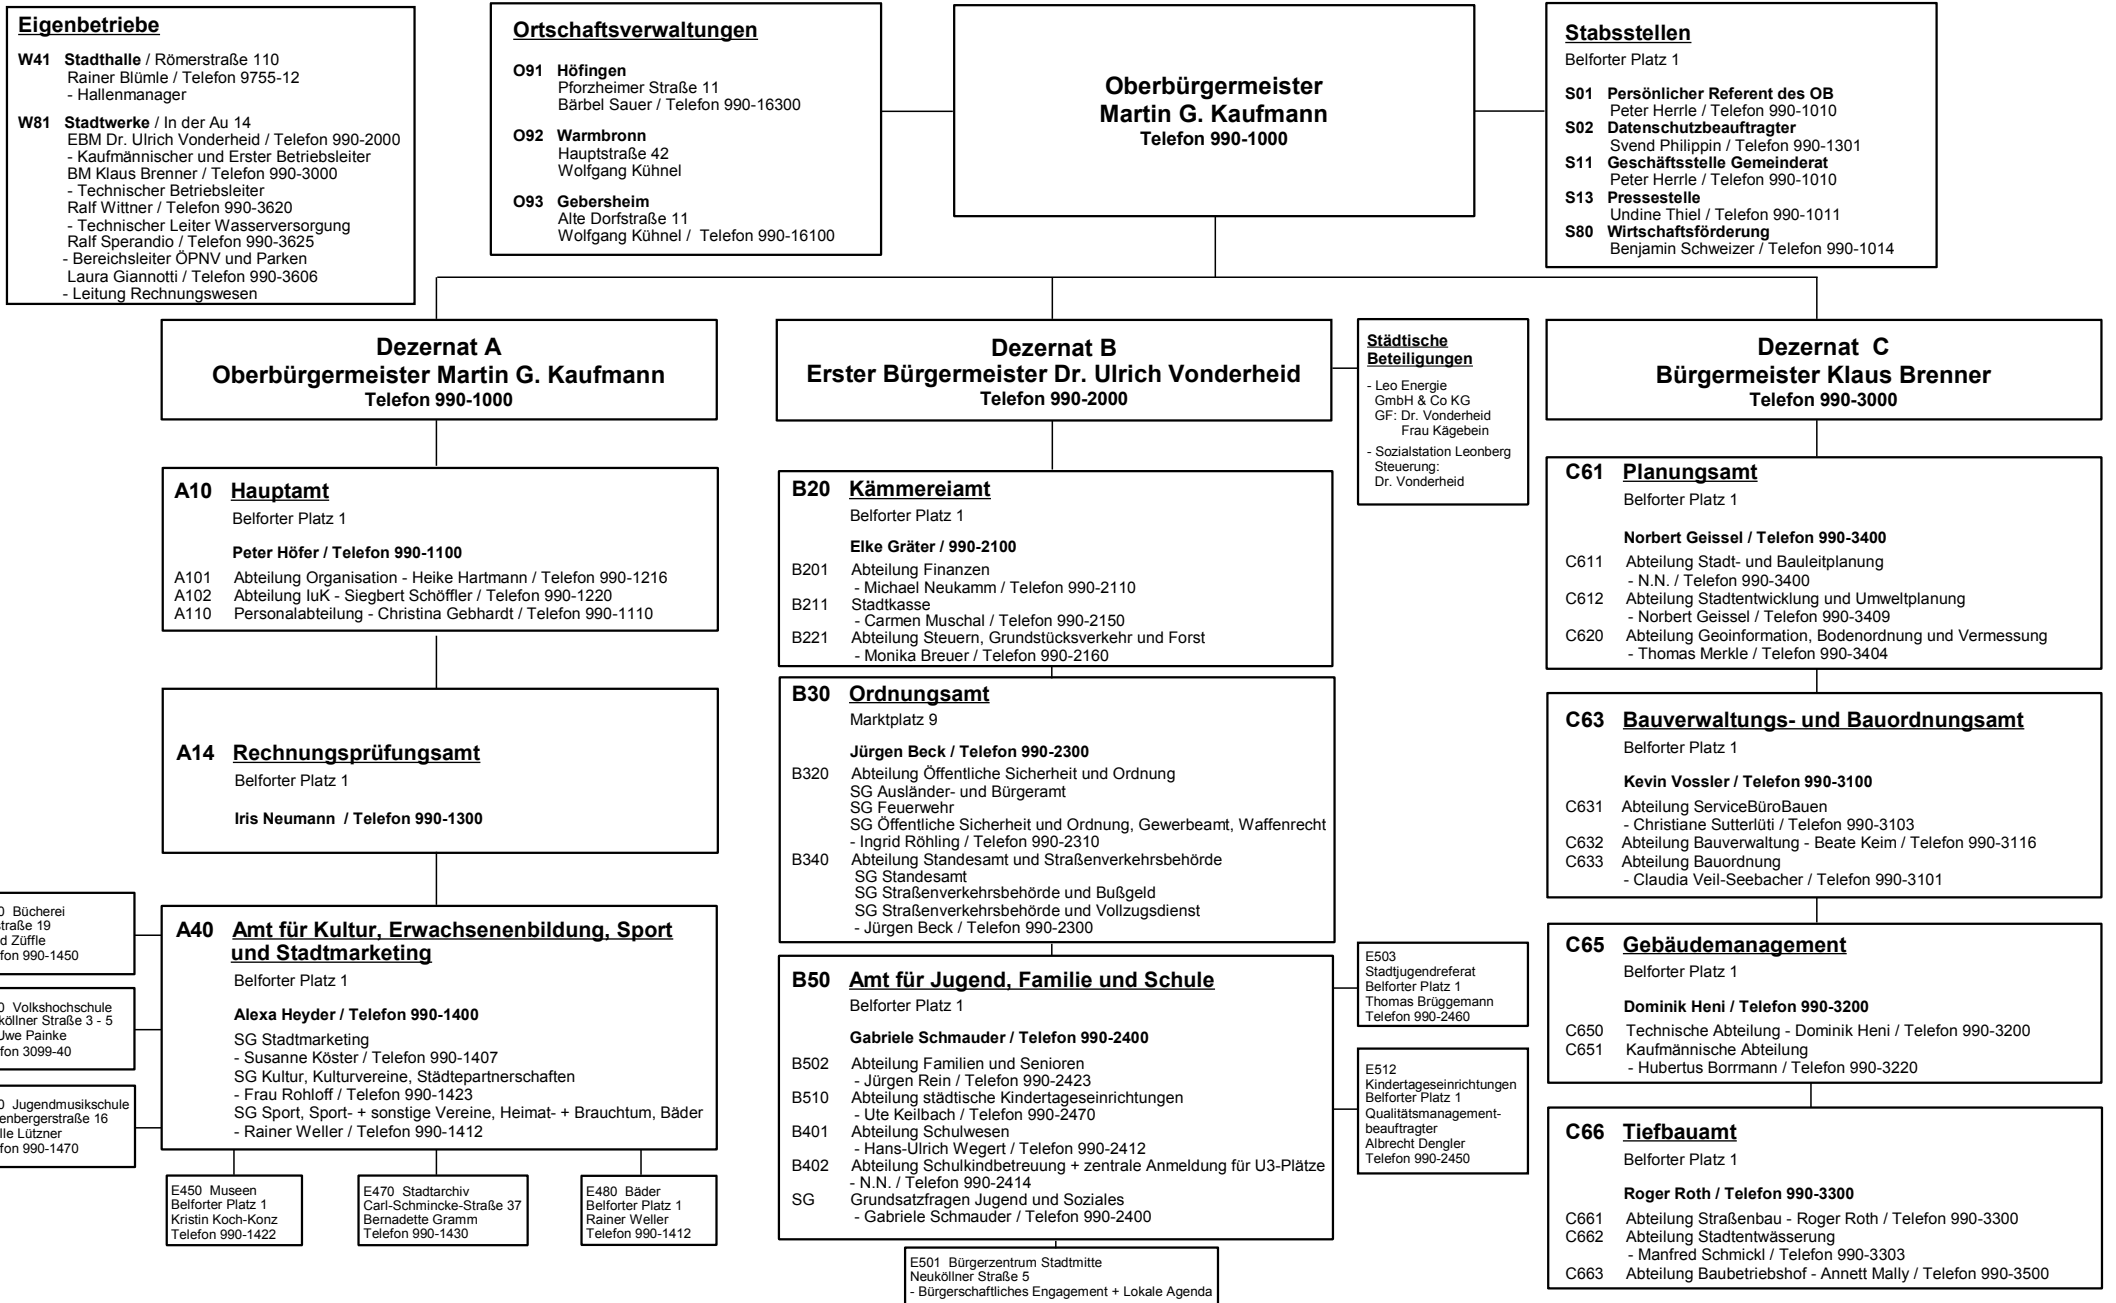 Eigenbetriebe
W41 Stadthalle / Römerstraße 110
Rainer Blümle / Telefon 9755-12
- Hallenmanager
W81 Stadtwerke / In der Au 14
EBM Dr. Ulrich Vonderheid / Telefon 990-2000
- Kaufmännischer und Erster Betriebsleiter
BM Klaus Brenner / Telefon 990-3000
- Technischer Betriebsleiter
Ralf Wittner / Telefon 990-3620
- Technischer Leiter Wasserversorgung
Ralf Sperandio / Telefon 990-3625
- Bereichsleiter ÖPNV und Parken
Laura Giannotti / Telefon 990-3606
- Leitung Rechnungswesen
Ortschaftsverwaltungen
O91 Höfingen
Pforzheimer Straße 11
Bärbel Sauer / Telefon 990-16300
O92 Warmbronn
Hauptstraße 42
Wolfgang Kühnel
O93 Gebersheim
Alte Dorfstraße 11
Wolfgang Kühnel / Telefon 990-16100
Oberbürgermeister
Martin G. Kaufmann
Telefon 990-1000
Stabsstellen
Belforter Platz 1
S01 Persönlicher Referent des OB
Peter Herrle / Telefon 990-1010
S02 Datenschutzbeauftragter
Svend Philippin / Telefon 990-1301
S11 Geschäftsstelle Gemeinderat
Peter Herrle / Telefon 990-1010
S13 Pressestelle
Undine Thiel / Telefon 990-1011
S80 Wirtschaftsförderung
Benjamin Schweizer / Telefon 990-1014
Dezernat A
Oberbürgermeister Martin G. Kaufmann
Telefon 990-1000
Dezernat B
Erster Bürgermeister Dr. Ulrich Vonderheid
Telefon 990-2000
Städtische
Beteiligungen
- Leo Energie
GmbH & Co KG
GF: Dr. Vonderheid
Frau Kägebein
- Sozialstation Leonberg
Steuerung:
Dr. Vonderheid
Dezernat C
Bürgermeister Klaus Brenner
Telefon 990-3000
A10 Hauptamt
Belforter Platz 1
Peter Höfer / Telefon 990-1100
A101 Abteilung Organisation - Heike Hartmann / Telefon 990-1216
A102 Abteilung IuK - Siegbert Schöffler / Telefon 990-1220
A110 Personalabteilung - Christina Gebhardt / Telefon 990-1110
A14 Rechnungsprüfungsamt
Belforter Platz 1
Iris Neumann / Telefon 990-1300
A40 Amt für Kultur, Erwachsenenbildung, Sport
und Stadtmarketing
Belforter Platz 1
Alexa Heyder / Telefon 990-1400
SG Stadtmarketing
- Susanne Köster / Telefon 990-1407
SG Kultur, Kulturvereine, Städtepartnerschaften
- Frau Rohloff / Telefon 990-1423
SG Sport, Sport- + sonstige Vereine, Heimat- + Brauchtum, Bäder
- Rainer Weller / Telefon 990-1412
Bücherei
19
Züffle
990-1450
Volkshochschule
Straße 3 - 5
Uwe Painke
3099-40
Jugendmusikschule
16
Lützner
990-1470
E450 Museen
Belforter Platz 1
Kristin Koch-Konz
Telefon 990-1422
E470 Stadtarchiv
Carl-Schmincke-Straße 37
Bernadette Gramm
Telefon 990-1430
E480 Bäder
Belforter Platz 1
Rainer Weller
Telefon 990-1412
B20 Kämmereiamt
Belforter Platz 1
Elke Gräter / 990-2100
B201 Abteilung Finanzen
- Michael Neukamm / Telefon 990-2110
B211 Stadtkasse
- Carmen Muschal / Telefon 990-2150
B221 Abteilung Steuern, Grundstücksverkehr und Forst
- Monika Breuer / Telefon 990-2160
B30 Ordnungsamt
Marktplatz 9
Jürgen Beck / Telefon 990-2300
B320 Abteilung Öffentliche Sicherheit und Ordnung
SG Ausländer- und Bürgeramt
SG Feuerwehr
SG Öffentliche Sicherheit und Ordnung, Gewerbeamt, Waffenrecht
- Ingrid Röhling / Telefon 990-2310
B340 Abteilung Standesamt und Straßenverkehrsbehörde
SG Standesamt
SG Straßenverkehrsbehörde und Bußgeld
SG Straßenverkehrsbehörde und Vollzugsdienst
- Jürgen Beck / Telefon 990-2300
B50 Amt für Jugend, Familie und Schule
Belforter Platz 1
Gabriele Schmauder / Telefon 990-2400
B502 Abteilung Familien und Senioren
- Jürgen Rein / Telefon 990-2423
B510 Abteilung städtische Kindertageseinrichtungen
- Ute Keilbach / Telefon 990-2470
B401 Abteilung Schulwesen
- Hans-Ulrich Wegert / Telefon 990-2412
B402 Abteilung Schulkindbetreuung + zentrale Anmeldung für U3-Plätze
- N.N. / Telefon 990-2414
SG Grundsatzfragen Jugend und Soziales
- Gabriele Schmauder / Telefon 990-2400
E503
Stadtjugendreferat
Belforter Platz 1
Thomas Brüggemann
Telefon 990-2460
E512
Kindertageseinrichtungen
Belforter Platz 1
Qualitätsmanagement-
beauftragter
Albrecht Dengler
Telefon 990-2450
E501 Bürgerzentrum Stadtmitte
Neuköllner Straße 5
- Bürgerschaftliches Engagement + Lokale Agenda
C61 Planungsamt
Belforter Platz 1
Norbert Geissel / Telefon 990-3400
C611 Abteilung Stadt- und Bauleitplanung
- N.N. / Telefon 990-3400
C612 Abteilung Stadtentwicklung und Umweltplanung
- Norbert Geissel / Telefon 990-3409
C620 Abteilung Geoinformation, Bodenordnung und Vermessung
- Thomas Merkle / Telefon 990-3404
C63 Bauverwaltungs- und Bauordnungsamt
Belforter Platz 1
Kevin Vossler / Telefon 990-3100
C631 Abteilung ServiceBüroBauen
- Christiane Sutterlüti / Telefon 990-3103
C632 Abteilung Bauverwaltung - Beate Keim / Telefon 990-3116
C633 Abteilung Bauordnung
- Claudia Veil-Seebacher / Telefon 990-3101
C65 Gebäudemanagement
Belforter Platz 1
Dominik Heni / Telefon 990-3200
C650 Technische Abteilung - Dominik Heni / Telefon 990-3200
C651 Kaufmännische Abteilung
- Hubertus Borrmann / Telefon 990-3220
C66 Tiefbauamt
Belforter Platz 1
Roger Roth / Telefon 990-3300
C661 Abteilung Straßenbau - Roger Roth / Telefon 990-3300
C662 Abteilung Stadtentwässerung
- Manfred Schmickl / Telefon 990-3303
C663 Abteilung Baubetriebshof - Annett Mally / Telefon 990-3500